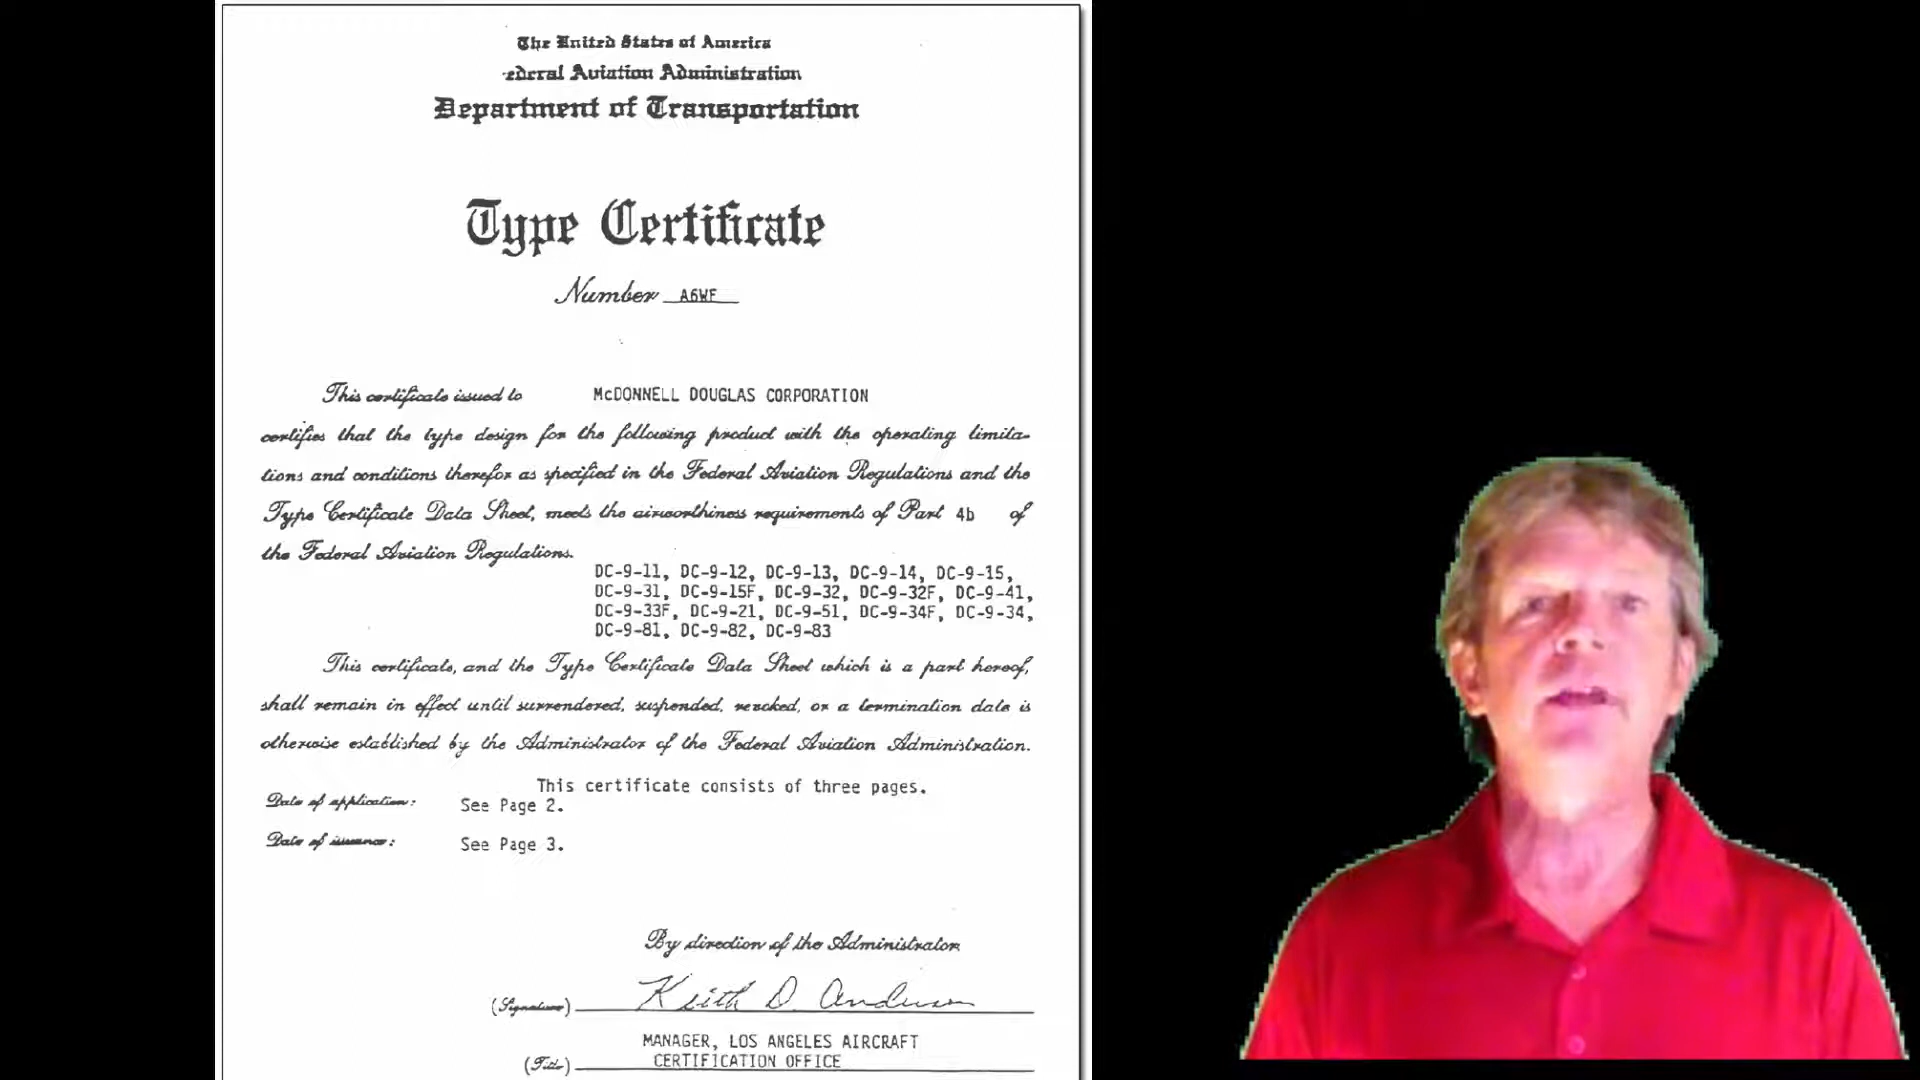 The United States of America
ederal Aviation Administration
Department of Transportation
Type Certificate
Number A6WE
This certificate issued to McDONNELL DOUGLAS CORPORATION
certifies that the type design for the following product with the operating limita-
tions and conditions therefor as specified in the Federal Aviation Regulations and the
Type Certificate Data Sheet, meets the airworthiness requirements of Part 4b of
the Federal Aviation Regulations.
DC-9-11, DC-9-12, DC-9-13, DC-9-14, DC-9-15,
DC-9-31, DC-9-15F, DC-9-32, DC-9-32F, DC-9-41,
DC-9-33F, DC-9-21, DC-9-51, DC-9-34F, DC-9-34,
DC-9-81, DC-9-82, DC-9-83
This certificate, and the Type Certificate Data Sheet which is a part hereof,
shall remain in effect until surrendered, suspended, revoked, or a termination date is
otherwise established by the Administrator of the Federal Aviation Administration.
This certificate consists of three pages.
Date of application: See Page 2.
Date of issuance: See Page 3.
By direction of the Administrator
(Signature) Keith D. Anderson
MANAGER, LOS ANGELES AIRCRAFT
(Title) CERTIFICATION OFFICE